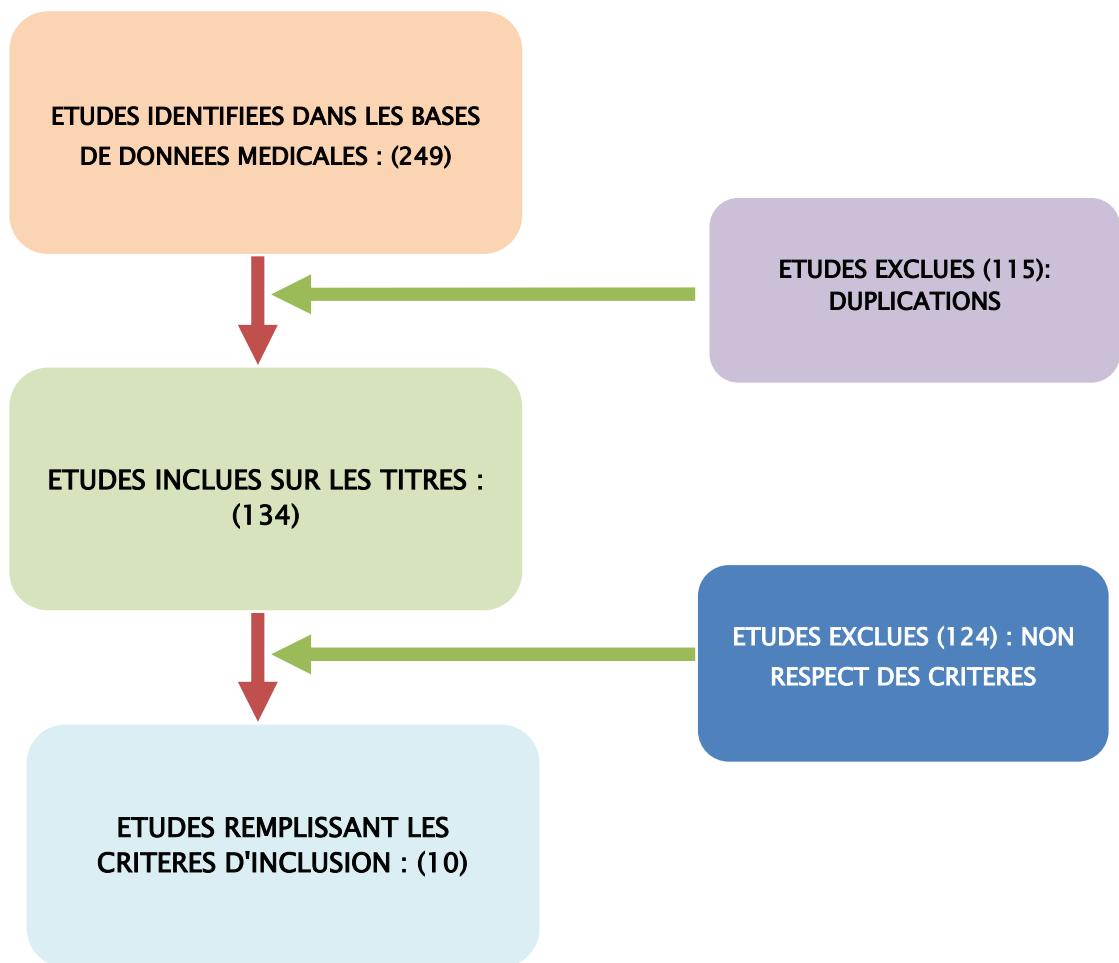 ETUDES IDENTIFIEES DANS LES BASES
DE DONNEES MEDICALES : (249)
ETUDES EXCLUES (115):
DUPLICATIONS
ETUDES INCLUES SUR LES TITRES :
(134)
ETUDES EXCLUES (124) : NON
RESPECT DES CRITERES
ETUDES REMPLISSANT LES
CRITERES D'INCLUSION : (10)